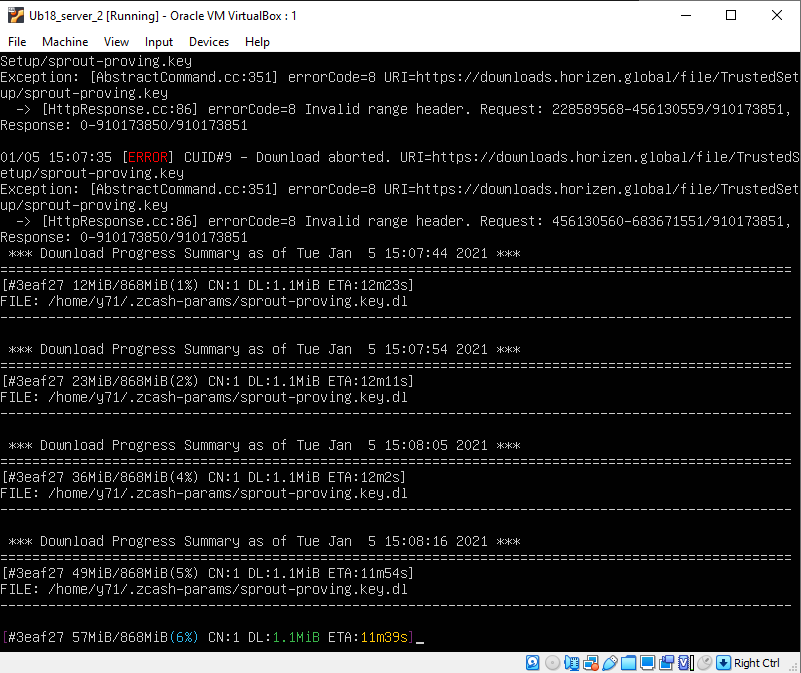 Ub18_server_2 [Running] - Oracle VM VirtualBox : 1
File Machine View Input Devices Help
Setup/sprout-proving.key
Exception: [AbstractCommand.cc:351] errorCode=8 URI=https://downloads.horizen.global/file/TrustedSet
up/sprout-proving.key
  -> [HttpResponse.cc:86] errorCode=8 Invalid range header. Request: 228589568-456130559/910173851,
Response: 0-910173850/910173851
01/05 15:07:35 [ERROR] CUID#9 - Download aborted. URI=https://downloads.horizen.global/file/TrustedS
etup/sprout-proving.key
Exception: [AbstractCommand.cc:351] errorCode=8 URI=https://downloads.horizen.global/file/TrustedSet
up/sprout-proving.key
  -> [HttpResponse.cc:86] errorCode=8 Invalid range header. Request: 456130560-683671551/910173851,
Response: 0-910173850/910173851
 *** Download Progress Summary as of Tue Jan  5 15:07:44 2021 ***
===================================================================================================
[#3eaf27 12MiB/868MiB(1%) CN:1 DL:1.1MiB ETA:12m23s]
FILE: /home/y71/.zcash-params/sprout-proving.key.dl
---------------------------------------------------------------------------------------------------
 *** Download Progress Summary as of Tue Jan  5 15:07:54 2021 ***
===================================================================================================
[#3eaf27 23MiB/868MiB(2%) CN:1 DL:1.1MiB ETA:12m11s]
FILE: /home/y71/.zcash-params/sprout-proving.key.dl
---------------------------------------------------------------------------------------------------
 *** Download Progress Summary as of Tue Jan  5 15:08:05 2021 ***
===================================================================================================
[#3eaf27 36MiB/868MiB(4%) CN:1 DL:1.1MiB ETA:12m2s]
FILE: /home/y71/.zcash-params/sprout-proving.key.dl
---------------------------------------------------------------------------------------------------
 *** Download Progress Summary as of Tue Jan  5 15:08:16 2021 ***
===================================================================================================
[#3eaf27 49MiB/868MiB(5%) CN:1 DL:1.1MiB ETA:11m54s]
FILE: /home/y71/.zcash-params/sprout-proving.key.dl
---------------------------------------------------------------------------------------------------
[#3eaf27 57MiB/868MiB(6%) CN:1 DL:1.1MiB ETA:11m39s]_
Right Ctrl